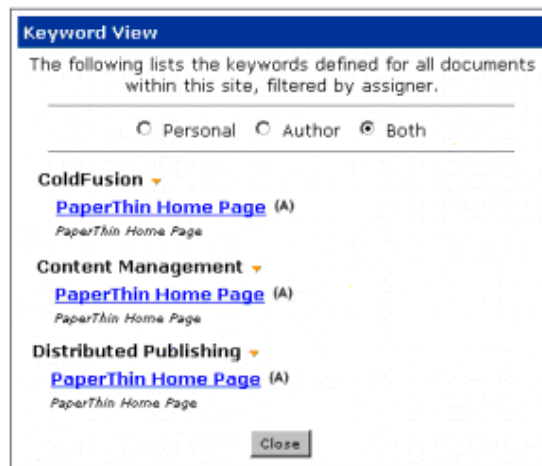 Keyword View
The following lists the keywords defined for all documents
within this site, filtered by assigner.
Personal Author Both
ColdFusion
PaperThin Home Page (A)
PaperThin Home Page
Content Management
PaperThin Home Page (A)
PaperThin Home Page
Distributed Publishing
PaperThin Home Page (A)
PaperThin Home Page
Close